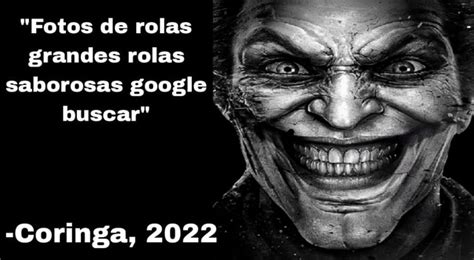 "Fotos de rolas
grandes rolas
saborosas google
buscar"
-Coringa, 2022